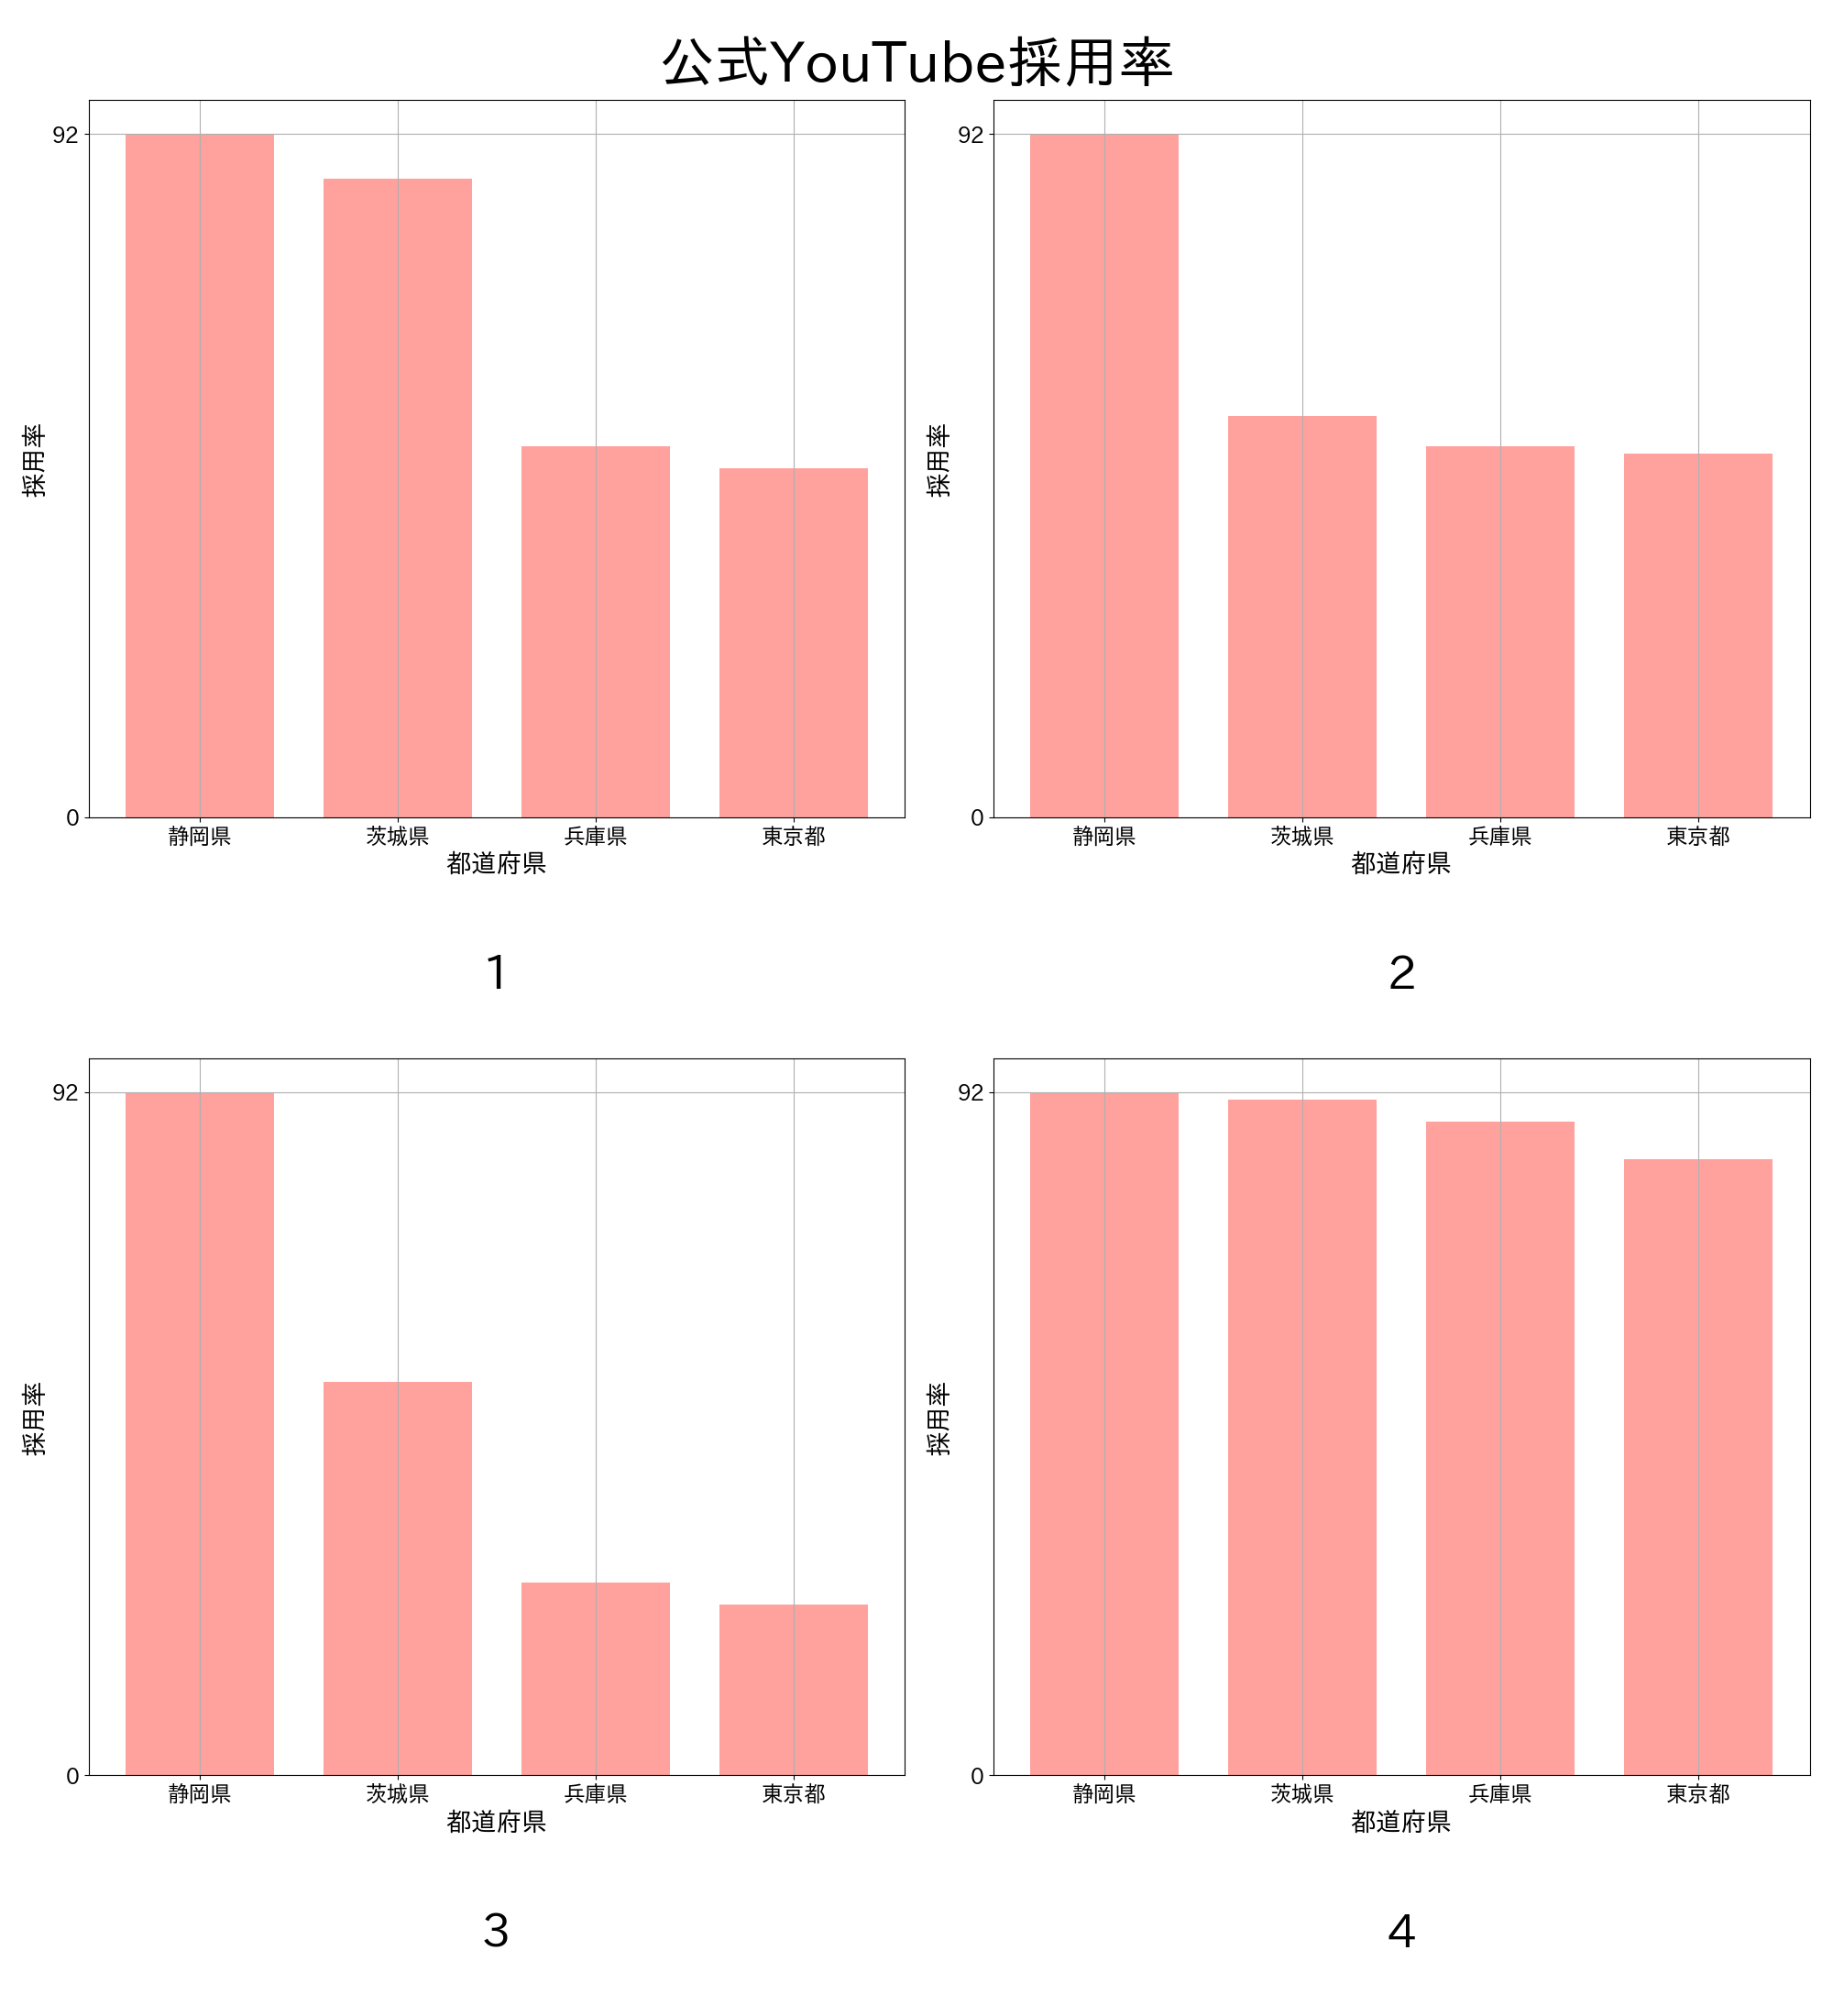 公式YouTube採用率
92
0
採用率
静岡県 茨城県 兵庫県 東京都
都道府県
1
92
0
採用率
静岡県 茨城県 兵庫県 東京都
都道府県
2
92
0
採用率
静岡県 茨城県 兵庫県 東京都
都道府県
3
92
0
採用率
静岡県 茨城県 兵庫県 東京都
都道府県
4